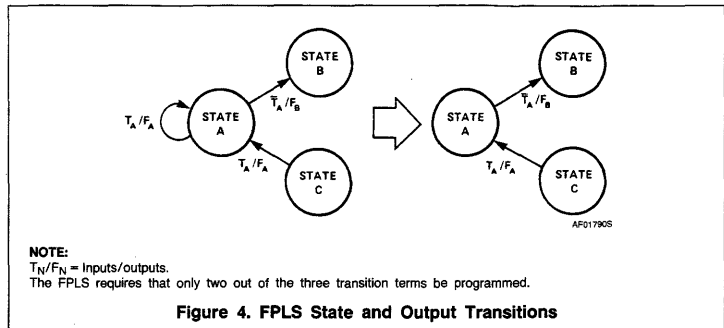 STATE
B
T̄A/FB
STATE
A
TA/FA
TA/FA
STATE
C
STATE
B
T̄A/FB
STATE
A
TA/FA
STATE
C
AF01790S
NOTE:
TN/FN = Inputs/outputs.
The FPLS requires that only two out of the three transition terms be programmed.
Figure 4. FPLS State and Output Transitions